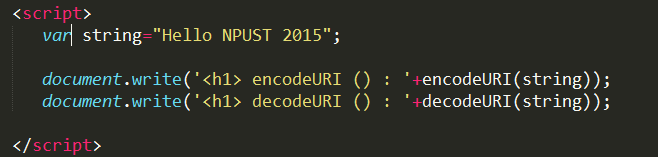 <script>
var string="Hello NPUST 2015";
document.write('<h1> encodeURI () : '+encodeURI(string));
document.write('<h1> decodeURI () : '+decodeURI(string));
</script>